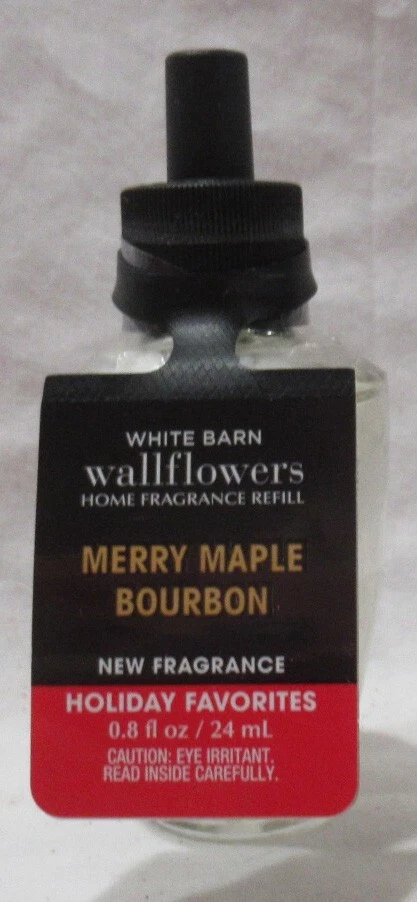 WHITE BARN
wallflowers
HOME FRAGRANCE REFILL
MERRY MAPLE
BOURBON
NEW FRAGRANCE
HOLIDAY FAVORITES
0.8 fl oz / 24 mL
CAUTION: EYE IRRITANT.
READ INSIDE CAREFULLY.